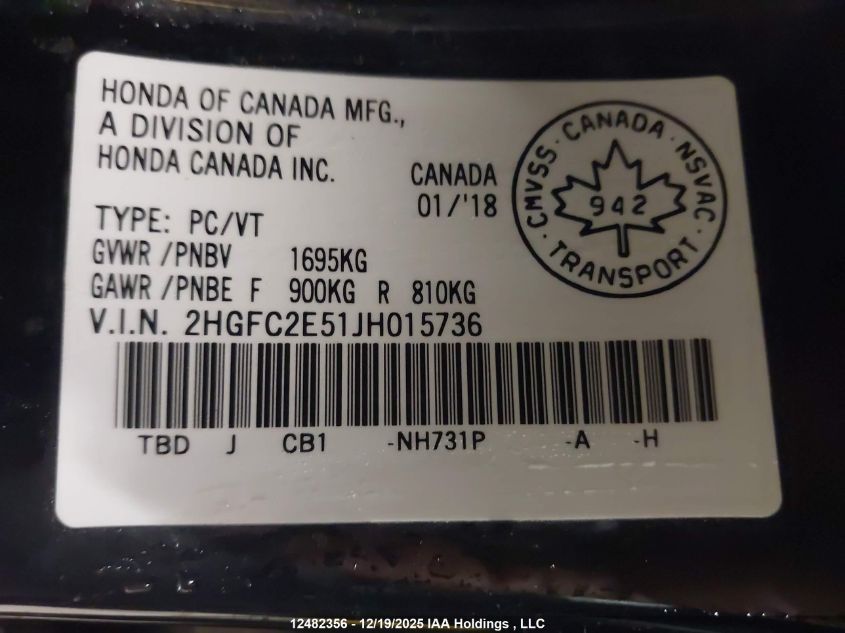 HONDA OF CANADA MFG.,
A DIVISION OF
HONDA CANADA INC.
CANADA
01/'18
CMVSS · CANADA · NSVAC · TRANSPORT ·
942
TYPE: PC/VT
GVWR /PNBV 1695KG
GAWR /PNBE F 900KG R 810KG
V.I.N. 2HGFC2E51JH015736
TBD J CB1 -NH731P -A -H
12482356 - 12/19/2025 IAA Holdings , LLC